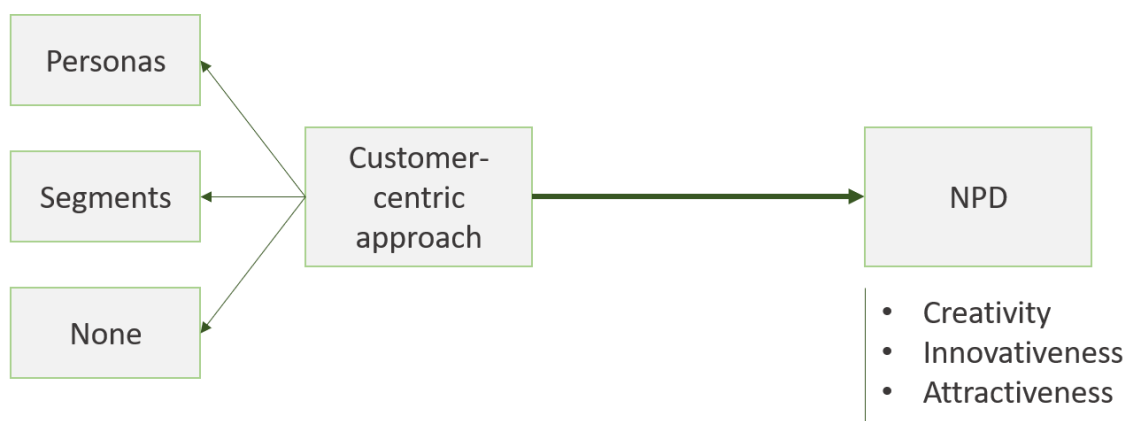 Personas
Segments
None
Customer-
centric
approach
NPD
• Creativity
• Innovativeness
• Attractiveness